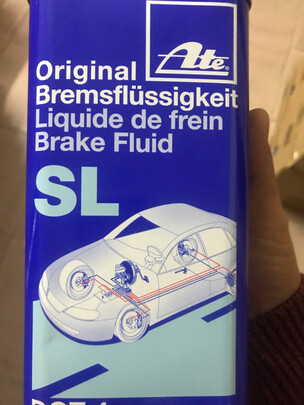 Ate
Original
Bremsflüssigkeit
Liquide de frein
Brake Fluid
SL